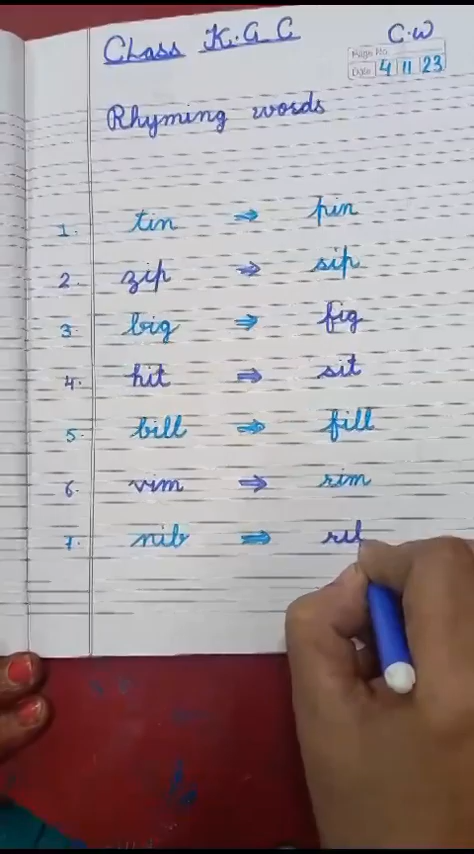 Class K.G C
C.W
Page No.
Date 4 11 23
Rhyming words
1. tin ⇒ pin
2. zip ⇒ sip
3. big ⇒ fig
4. hit ⇒ sit
5. bill ⇒ fill
6. vim ⇒ rim
7. nib ⇒